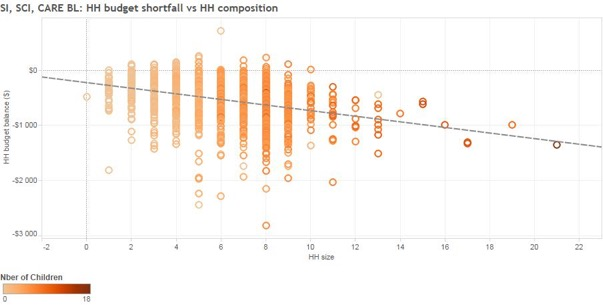 SI, SCI, CARE BL: HH budget shortfall vs HH composition
HH budget balance ($)
$0
-$1 000
-$2 000
-$3 000
-2 0 2 4 6 8 10 12 14 16 18 20 22
HH size
Nber of Children
0 18